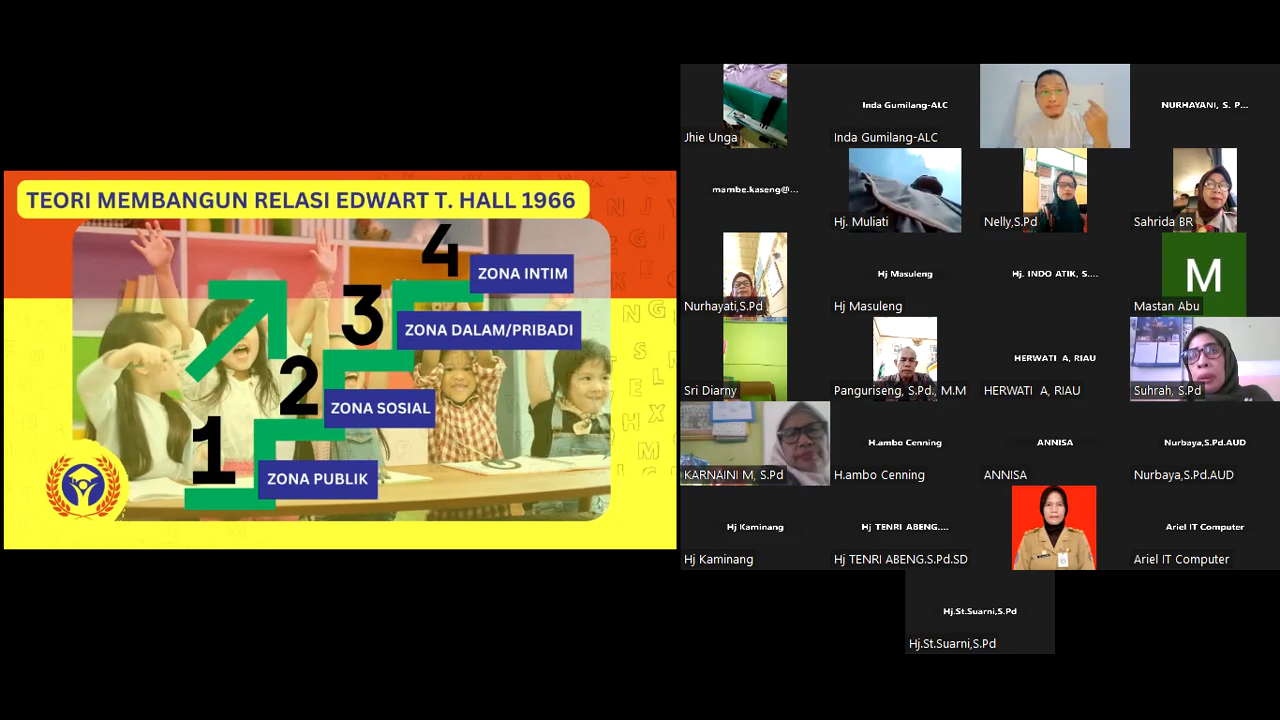 TEORI MEMBANGUN RELASI EDWART T. HALL 1966
4
ZONA INTIM
3
ZONA DALAM/PRIBADI
2
ZONA SOSIAL
1
ZONA PUBLIK
Jhie Unga
Inda Gumilang-ALC
Inda Gumilang-ALC
NURHAYANI, S. P...
mambe.kaseng@...
Hj. Muliati
Nelly,S.Pd
Sahrida BR
Nurhayati,S.Pd
Hj Masuleng
Hj Masuleng
Hj. INDO ATIK, S....
M
Mastan Abu
Sri Diarny
Panguriseng, S.Pd., M.M
HERWATI A, RIAU
HERWATI A, RIAU
Suhrah, S.Pd
KARNAINI M, S.Pd
H.ambo Cenning
H.ambo Cenning
ANNISA
ANNISA
Nurbaya,S.Pd.AUD
Nurbaya,S.Pd.AUD
Hj Kaminang
Hj Kaminang
Hj TENRI ABENG....
Hj TENRI ABENG.S.Pd.SD
Ariel IT Computer
Ariel IT Computer
Hj.St.Suarni,S.Pd
Hj.St.Suarni,S.Pd